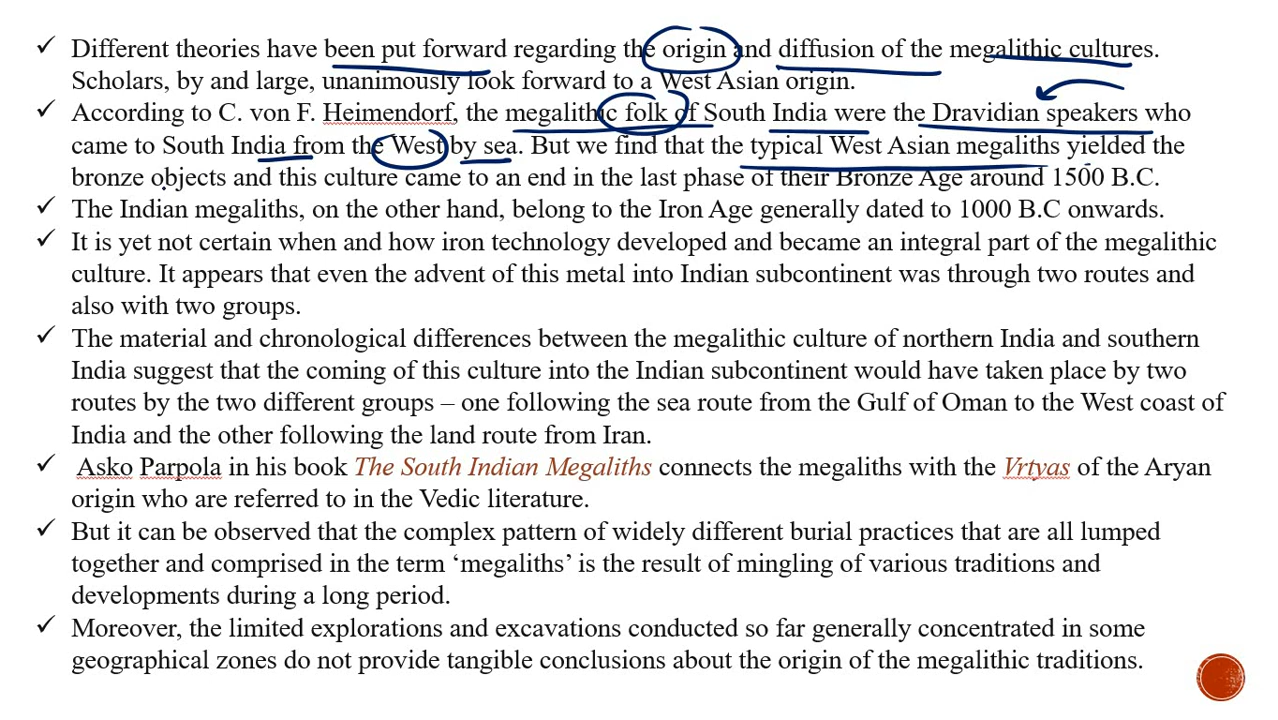 ✓ Different theories have been put forward regarding the origin and diffusion of the megalithic cultures.
Scholars, by and large, unanimously look forward to a West Asian origin.
✓ According to C. von F. Heimendorf, the megalithic folk of South India were the Dravidian speakers who
came to South India from the West by sea. But we find that the typical West Asian megaliths yielded the
bronze objects and this culture came to an end in the last phase of their Bronze Age around 1500 B.C.
✓ The Indian megaliths, on the other hand, belong to the Iron Age generally dated to 1000 B.C onwards.
✓ It is yet not certain when and how iron technology developed and became an integral part of the megalithic
culture. It appears that even the advent of this metal into Indian subcontinent was through two routes and
also with two groups.
✓ The material and chronological differences between the megalithic culture of northern India and southern
India suggest that the coming of this culture into the Indian subcontinent would have taken place by two
routes by the two different groups – one following the sea route from the Gulf of Oman to the West coast of
India and the other following the land route from Iran.
✓ Asko Parpola in his book The South Indian Megaliths connects the megaliths with the Vrtyas of the Aryan
origin who are referred to in the Vedic literature.
✓ But it can be observed that the complex pattern of widely different burial practices that are all lumped
together and comprised in the term ‘megaliths’ is the result of mingling of various traditions and
developments during a long period.
✓ Moreover, the limited explorations and excavations conducted so far generally concentrated in some
geographical zones do not provide tangible conclusions about the origin of the megalithic traditions.